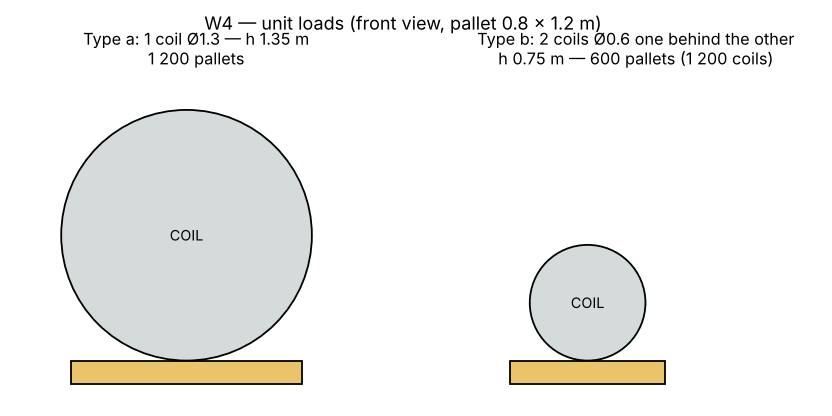 W4 — unit loads (front view, pallet 0.8 × 1.2 m)
Type a: 1 coil Ø1.3 — h 1.35 m
1 200 pallets
Type b: 2 coils Ø0.6 one behind the other
h 0.75 m — 600 pallets (1 200 coils)
COIL
COIL